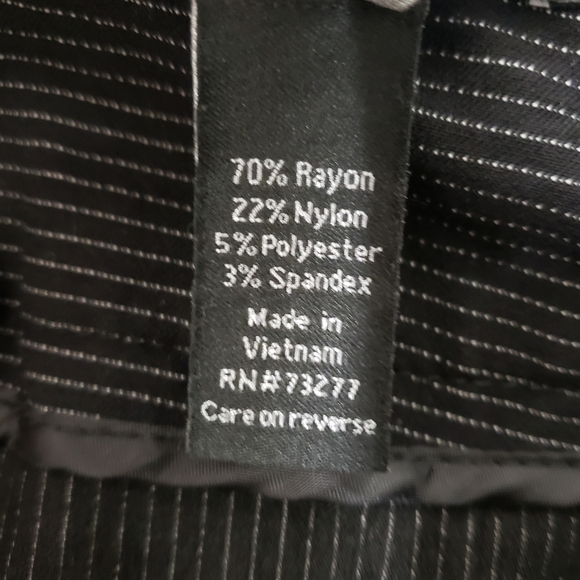 70% Rayon
22% Nylon
5% Polyester
3% Spandex
Made in
Vietnam
RN#73277
Care on reverse